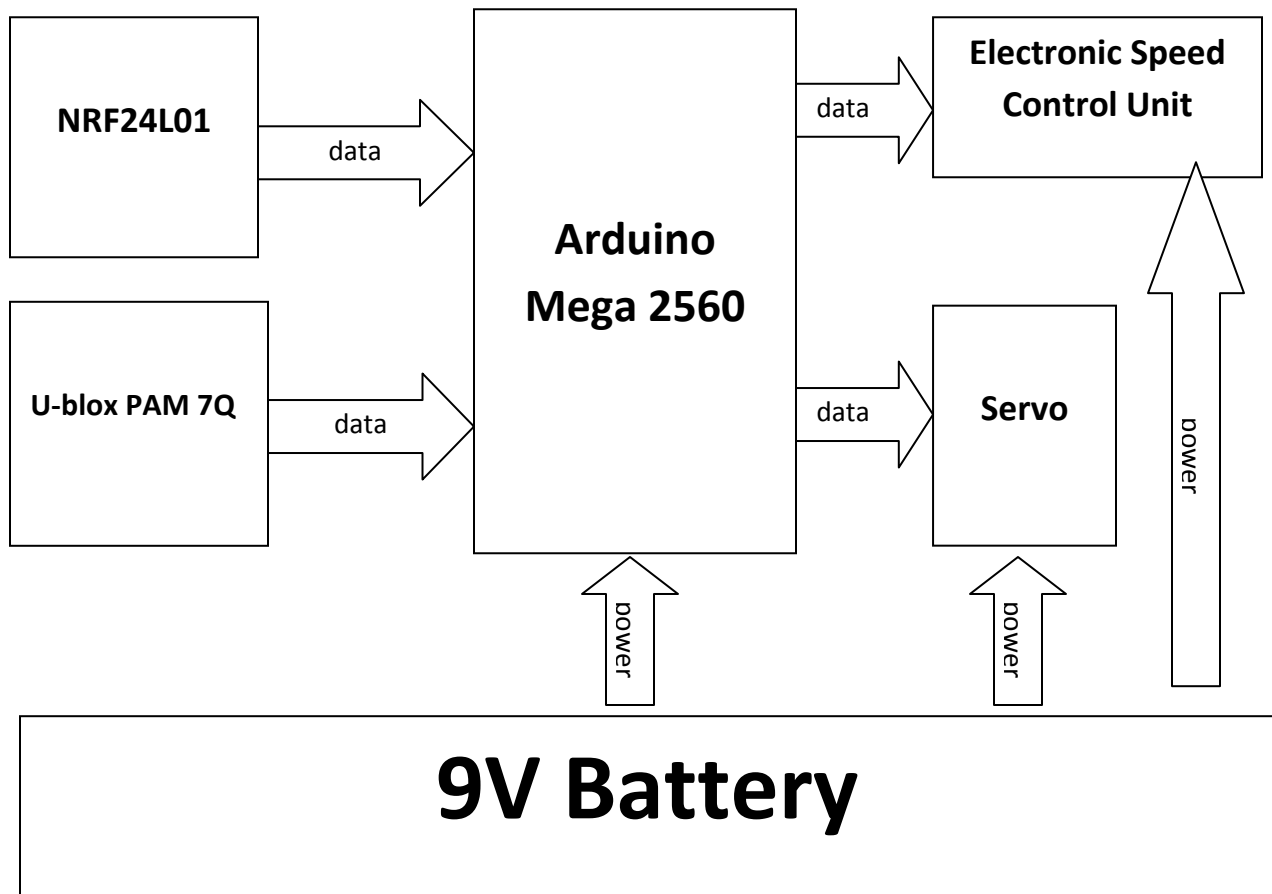 NRF24L01
data
Arduino
Mega 2560
data
Electronic Speed
Control Unit
U-blox PAM 7Q
data
data
Servo
power
power
power
9V Battery